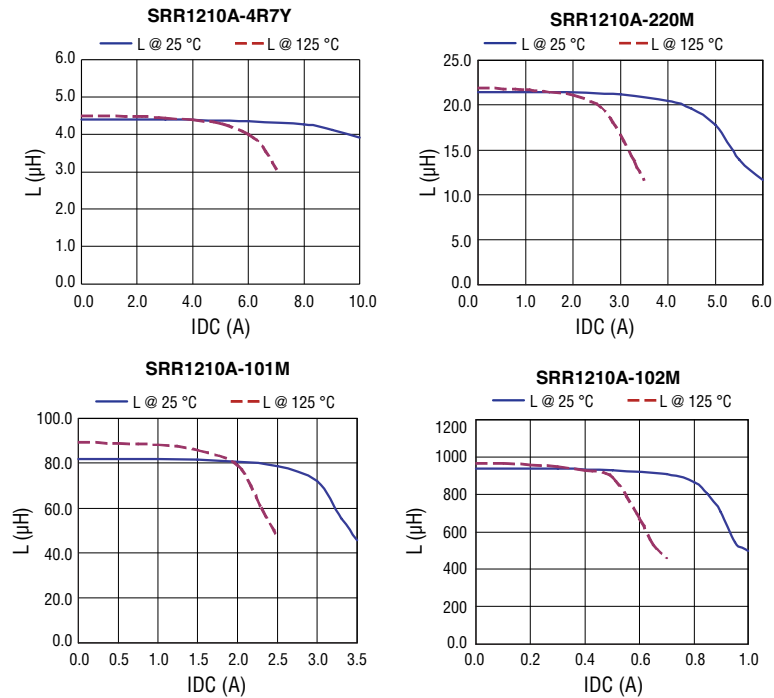 SRR1210A-4R7Y
L @ 25 °C
L @ 125 °C
6.0
5.0
4.0
3.0
2.0
1.0
0.0
L (µH)
0.0 2.0 4.0 6.0 8.0 10.0
IDC (A)
SRR1210A-220M
L @ 25 °C
L @ 125 °C
25.0
20.0
15.0
10.0
5.0
0.0
L (µH)
0.0 1.0 2.0 3.0 4.0 5.0 6.0
IDC (A)
SRR1210A-101M
L @ 25 °C
L @ 125 °C
100.0
80.0
60.0
40.0
20.0
0.0
L (µH)
0.0 0.5 1.0 1.5 2.0 2.5 3.0 3.5
IDC (A)
SRR1210A-102M
L @ 25 °C
L @ 125 °C
1200
1000
800
600
400
200
0.0
L (µH)
0.0 0.2 0.4 0.6 0.8 1.0
IDC (A)